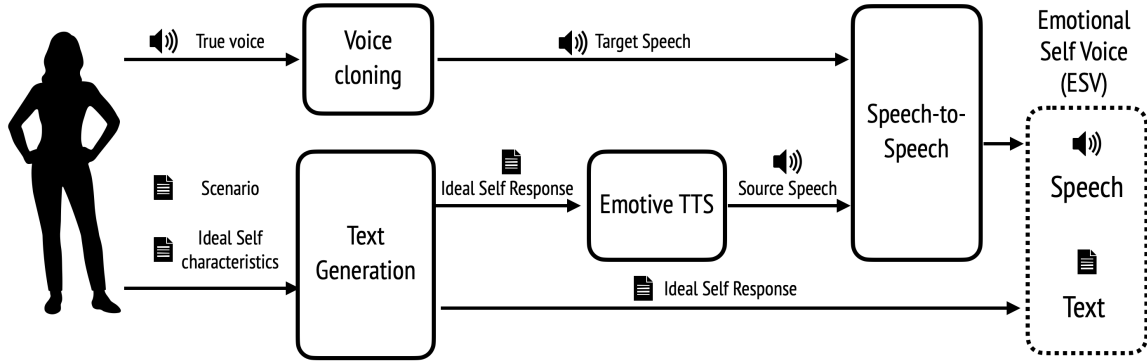 True voice
Voice
cloning
Target Speech
Speech-to-
Speech
Emotional
Self Voice
(ESV)
Speech
Text
Scenario
Ideal Self
characteristics
Text
Generation
Ideal Self Response
Emotive TTS
Source Speech
Ideal Self Response